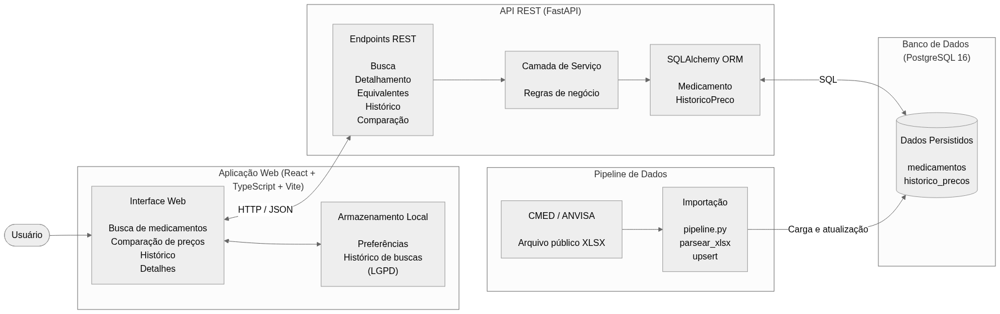 API REST (FastAPI)
Endpoints REST
Busca
Detalhamento
Equivalentes
Histórico
Comparação
Camada de Serviço
Regras de negócio
SQLAlchemy ORM
Medicamento
HistoricoPreco
SQL
Banco de Dados
(PostgreSQL 16)
Dados Persistidos
medicamentos
historico_precos
Usuário
Aplicação Web (React +
TypeScript + Vite)
Interface Web
Busca de medicamentos
Comparação de preços
Histórico
Detalhes
HTTP / JSON
Armazenamento Local
Preferências
Histórico de buscas
(LGPD)
Pipeline de Dados
CMED / ANVISA
Arquivo público XLSX
Importação
pipeline.py
parsear_xlsx
upsert
Carga e atualização